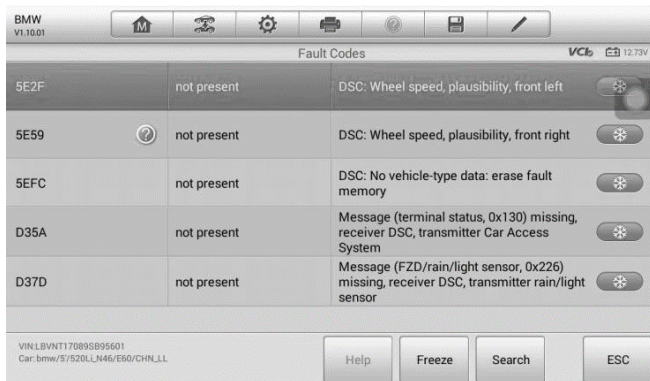 BMW
V1.10.01
Fault Codes
VCI
12.73V
5E2F
not present
DSC: Wheel speed, plausibility, front left
5E59
not present
DSC: Wheel speed, plausibility, front right
5EFC
not present
DSC: No vehicle-type data: erase fault
memory
D35A
not present
Message (terminal status, 0x130) missing,
receiver DSC, transmitter Car Access
System
D37D
not present
Message (FZD/rain/light sensor, 0x226)
missing, receiver DSC, transmitter rain/light
sensor
VIN:LBVNT17089SB95601
Car: bmw/5'/520Li_N46/E60/CHN_LL
Help
Freeze
Search
ESC